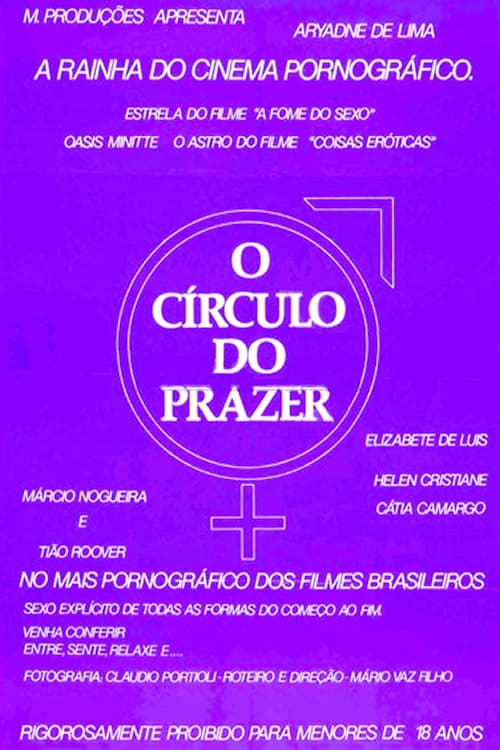 M. PRODUÇÕES APRESENTA
ARYADNE DE LIMA
A RAINHA DO CINEMA PORNOGRÁFICO.
ESTRELA DO FILME "A FOME DO SEXO"
OASIS MINITTE O ASTRO DO FILME "COISAS ERÓTICAS"
O
CÍRCULO
DO
PRAZER
ELIZABETE DE LUIS
HELEN CRISTIANE
CÁTIA CAMARGO
MÁRCIO NOGUEIRA
E
TIÃO ROOVER
NO MAIS PORNOGRÁFICO DOS FILMES BRASILEIROS
SEXO EXPLÍCITO DE TODAS AS FORMAS DO COMEÇO AO FIM.
VENHA CONFERIR
ENTRE, SENTE, RELAXE E....
FOTOGRAFIA: CLAUDIO PORTIOLI-ROTEIRO E DIREÇÃO-MÁRIO VAZ FILHO
RIGOROSAMENTE PROIBIDO PARA MENORES DE 18 ANOS